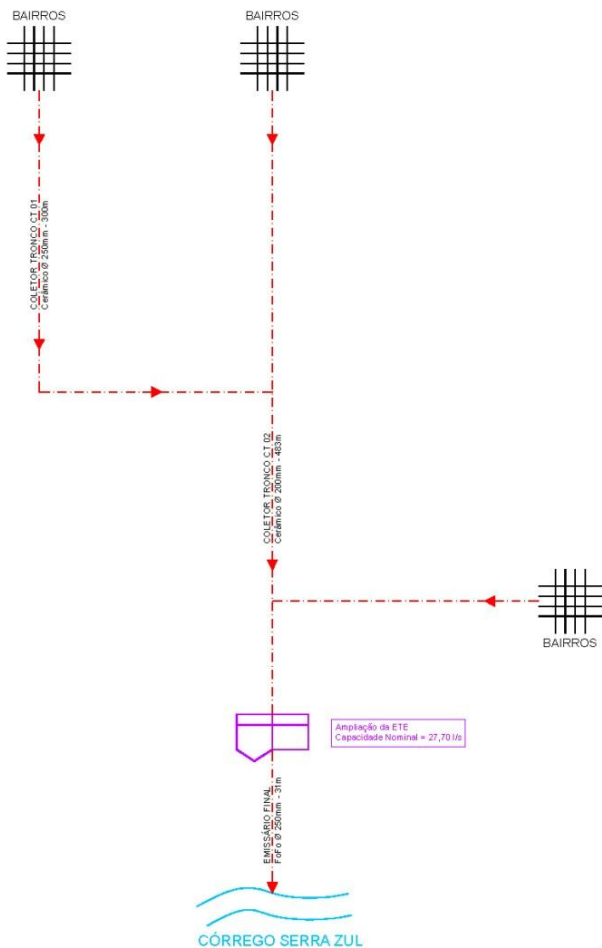 BAIRROS
BAIRROS
COLETOR TRONCO CT 01
Cerâmico Ø 250mm - 300m
COLETOR TRONCO CT 02
Cerâmico Ø 200mm - 483m
BAIRROS
Ampliação da ETE
Capacidade Nominal = 27,70 l/s
EMISSÁRIO FINAL
FoFo Ø 250mm - 31m
CÓRREGO SERRA ZUL